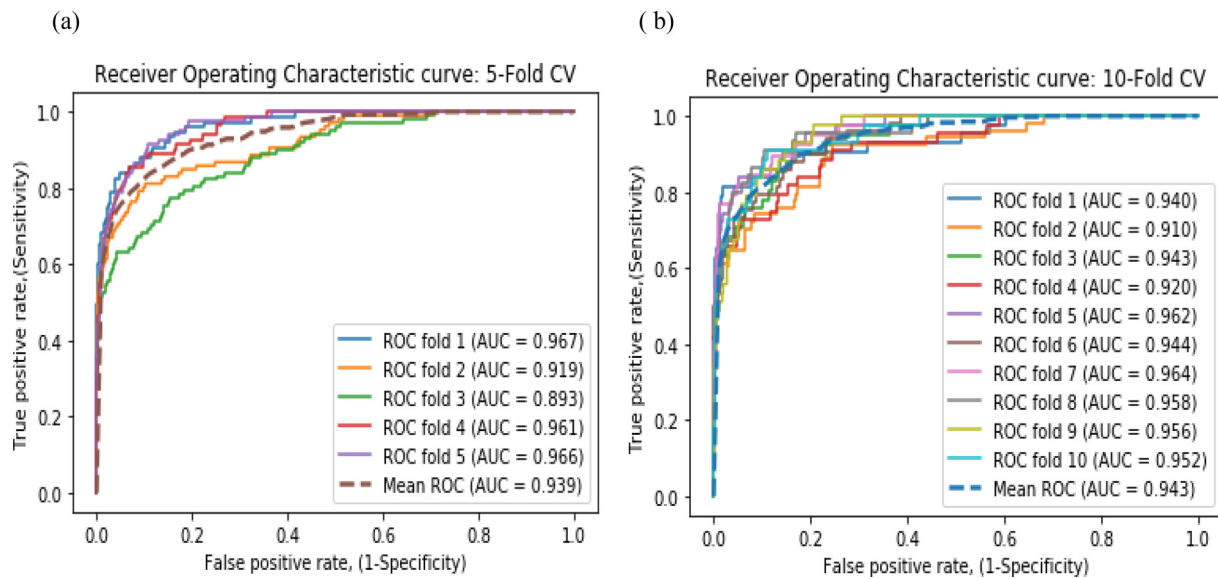 (a)
Receiver Operating Characteristic curve: 5-Fold CV
True positive rate,(Sensitivity)
1.0
0.8
0.6
0.4
0.2
0.0
ROC fold 1 (AUC = 0.967)
ROC fold 2 (AUC = 0.919)
ROC fold 3 (AUC = 0.893)
ROC fold 4 (AUC = 0.961)
ROC fold 5 (AUC = 0.966)
Mean ROC (AUC = 0.939)
0.0 0.2 0.4 0.6 0.8 1.0
False positive rate, (1-Specificity)
( b)
Receiver Operating Characteristic curve: 10-Fold CV
True positive rate,(Sensitivity)
1.0
0.8
0.6
0.4
0.2
0.0
ROC fold 1 (AUC = 0.940)
ROC fold 2 (AUC = 0.910)
ROC fold 3 (AUC = 0.943)
ROC fold 4 (AUC = 0.920)
ROC fold 5 (AUC = 0.962)
ROC fold 6 (AUC = 0.944)
ROC fold 7 (AUC = 0.964)
ROC fold 8 (AUC = 0.958)
ROC fold 9 (AUC = 0.956)
ROC fold 10 (AUC = 0.952)
Mean ROC (AUC = 0.943)
0.0 0.2 0.4 0.6 0.8 1.0
False positive rate, (1-Specificity)